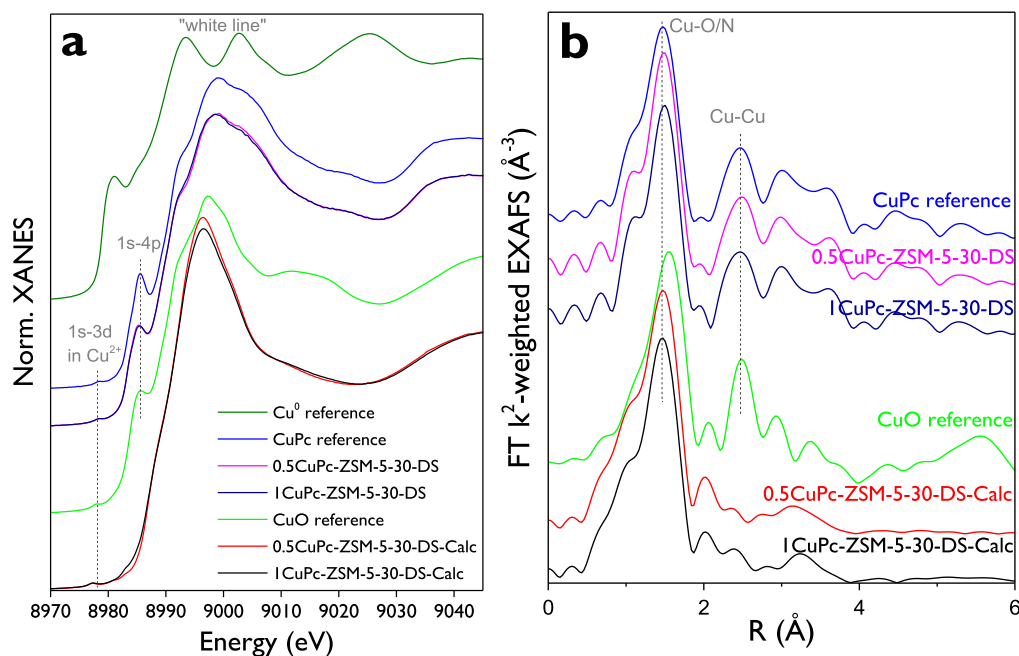 a
"white line"
1s-4p
1s-3d
in Cu²⁺
Norm. XANES
Cu⁰ reference
CuPc reference
0.5CuPc-ZSM-5-30-DS
1CuPc-ZSM-5-30-DS
CuO reference
0.5CuPc-ZSM-5-30-DS-Calc
1CuPc-ZSM-5-30-DS-Calc
8970 8980 8990 9000 9010 9020 9030 9040
Energy (eV)
b
Cu-O/N
Cu-Cu
FT k²-weighted EXAFS (Å⁻³)
CuPc reference
0.5CuPc-ZSM-5-30-DS
1CuPc-ZSM-5-30-DS
CuO reference
0.5CuPc-ZSM-5-30-DS-Calc
1CuPc-ZSM-5-30-DS-Calc
0 2 4 6
R (Å)